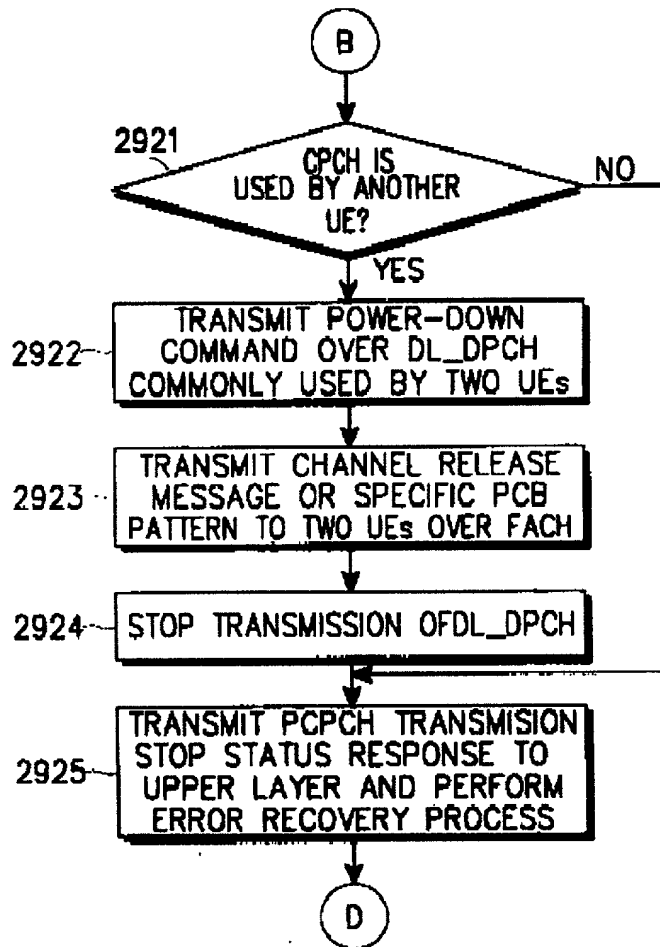 B
2921
CPCH IS
USED BY ANOTHER
UE?
NO
YES
2922
TRANSMIT POWER-DOWN
COMMAND OVER DL_DPCH
COMMONLY USED BY TWO UEs
2923
TRANSMIT CHANNEL RELEASE
MESSAGE OR SPECIFIC PCB
PATTERN TO TWO UEs OVER FACH
2924
STOP TRANSMISSION OFDL_DPCH
2925
TRANSMIT PCPCH TRANSMISION
STOP STATUS RESPONSE TO
UPPER LAYER AND PERFORM
ERROR RECOVERY PROCESS
D